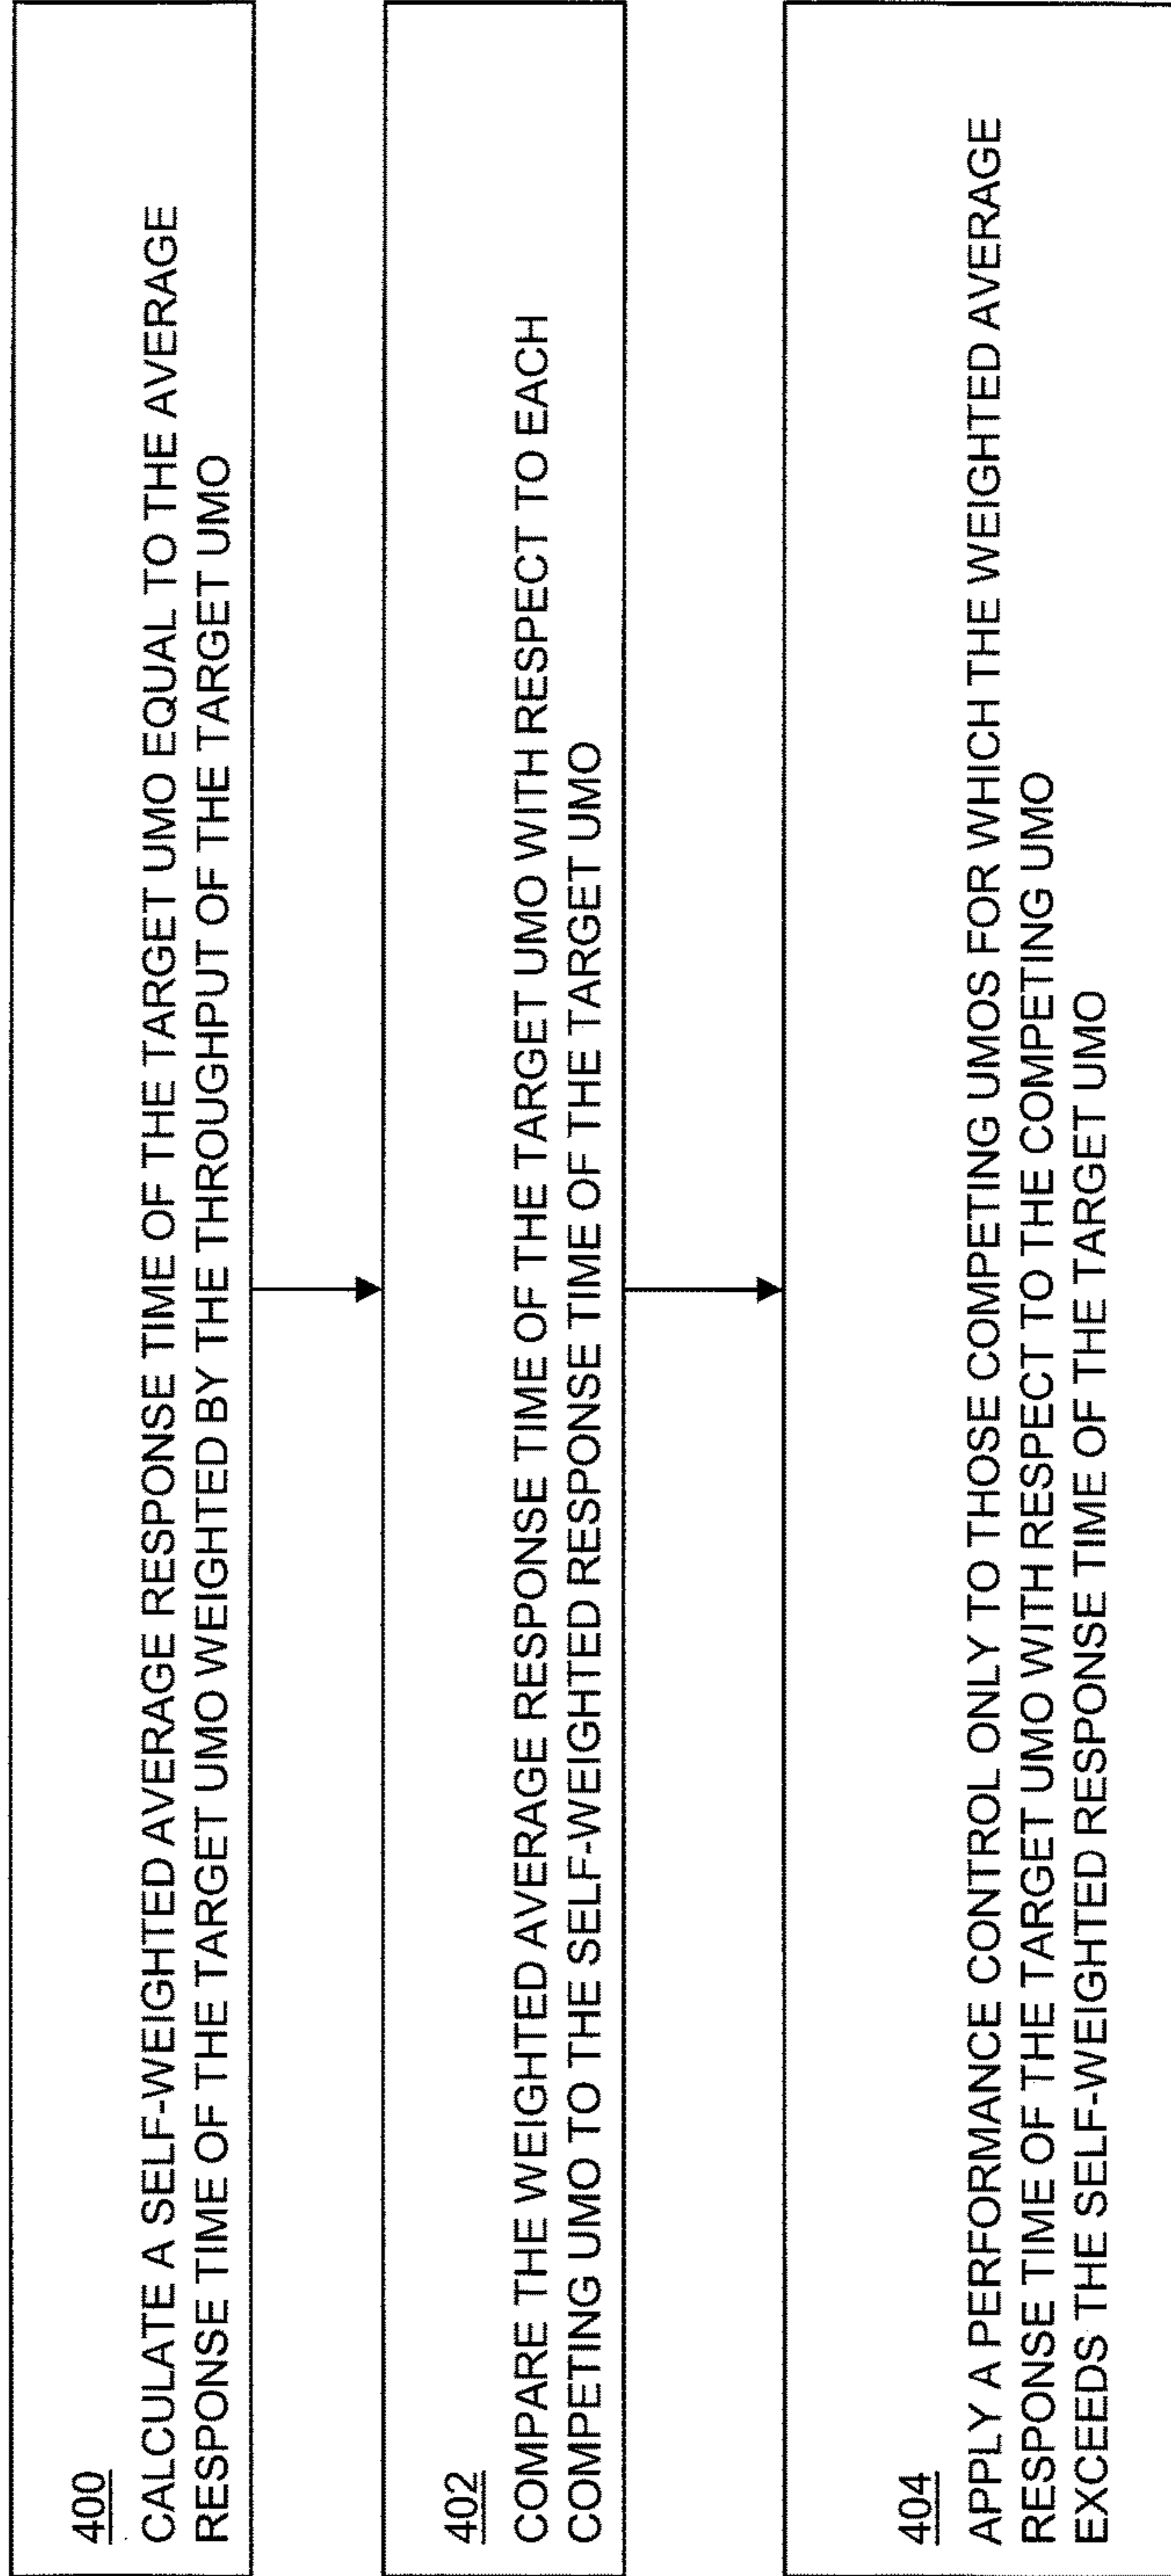 400
CALCULATE A SELF-WEIGHTED AVERAGE RESPONSE TIME OF THE TARGET UMO EQUAL TO THE AVERAGE
RESPONSE TIME OF THE TARGET UMO WEIGHTED BY THE THROUGHPUT OF THE TARGET UMO
402
COMPARE THE WEIGHTED AVERAGE RESPONSE TIME OF THE TARGET UMO WITH RESPECT TO EACH
COMPETING UMO TO THE SELF-WEIGHTED RESPONSE TIME OF THE TARGET UMO
404
APPLY A PERFORMANCE CONTROL ONLY TO THOSE COMPETING UMOS FOR WHICH THE WEIGHTED AVERAGE
RESPONSE TIME OF THE TARGET UMO WITH RESPECT TO THE COMPETING UMO
EXCEEDS THE SELF-WEIGHTED RESPONSE TIME OF THE TARGET UMO